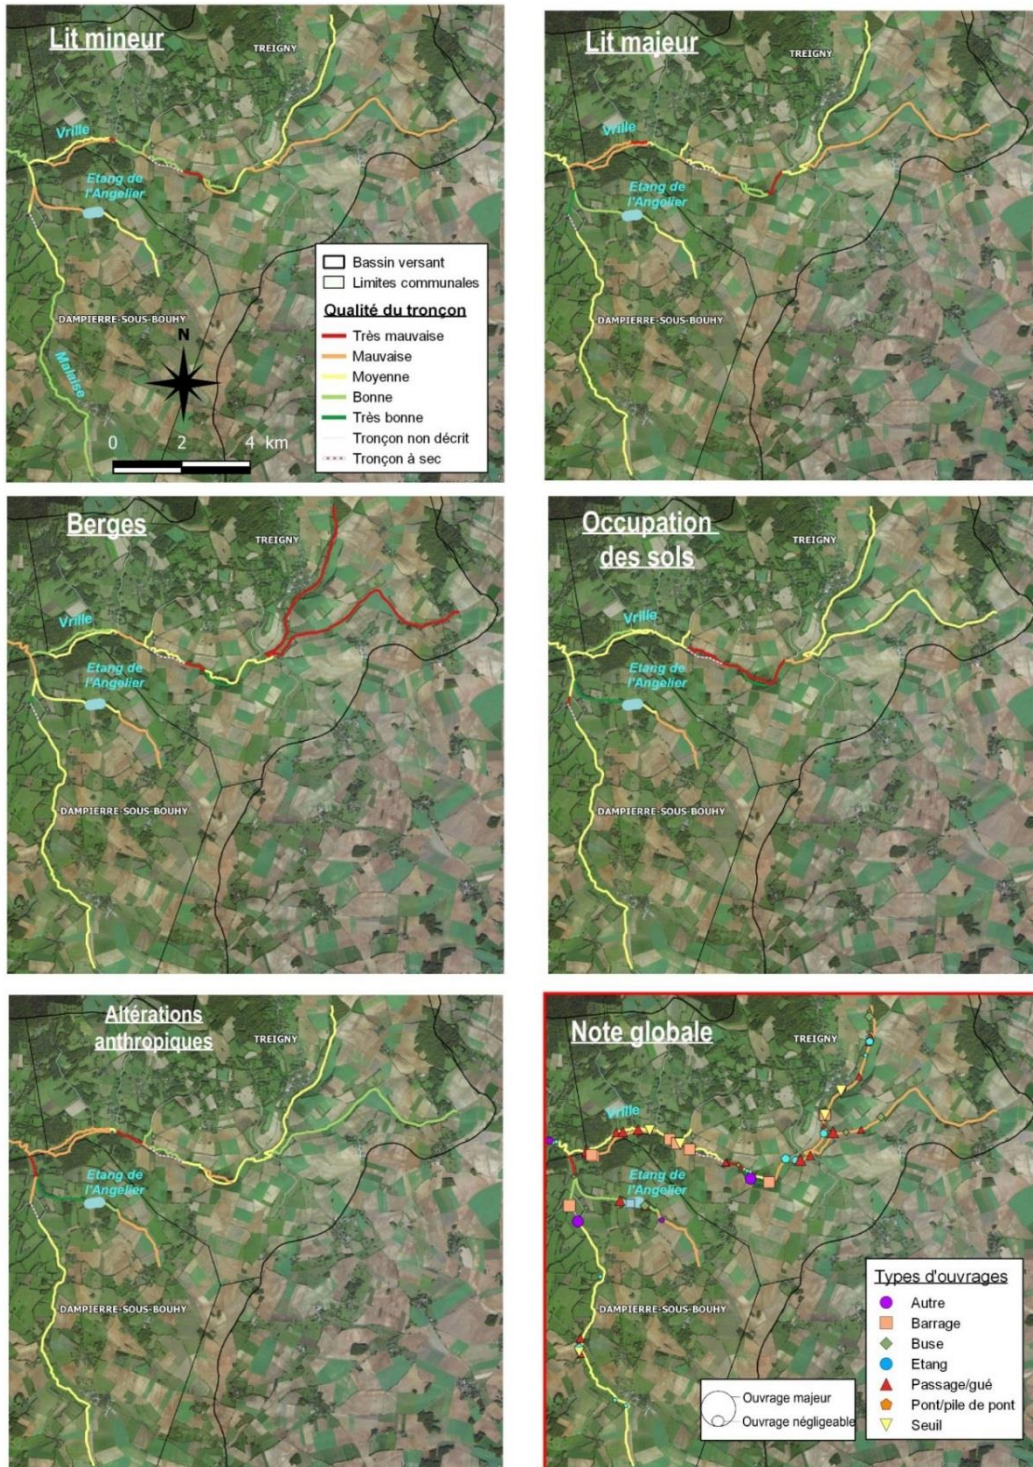 Lit mineur
TREIGNY
Vrille
Etang de
l'Angelier
DAMPIERRE-SOUS-BOUHY
Malaise
N
0 2 4 km
Bassin versant
Limites communales
Qualité du tronçon
Très mauvaise
Mauvaise
Moyenne
Bonne
Très bonne
Tronçon non décrit
Tronçon à sec
Lit majeur
TREIGNY
Vrille
Etang de
l'Angelier
DAMPIERRE-SOUS-BOUHY
Berges
TREIGNY
Vrille
Etang de
l'Angelier
DAMPIERRE-SOUS-BOUHY
Occupation
des sols
TREIGNY
Vrille
Etang de
l'Angelier
DAMPIERRE-SOUS-BOUHY
Altérations
anthropiques
TREIGNY
Vrille
Etang de
l'Angelier
DAMPIERRE-SOUS-BOUHY
Note globale
TREIGNY
Vrille
Etang de
l'Angelier
DAMPIERRE-SOUS-BOUHY
Ouvrage majeur
Ouvrage négligeable
Types d'ouvrages
Autre
Barrage
Buse
Etang
Passage/gué
Pont/pile de pont
Seuil